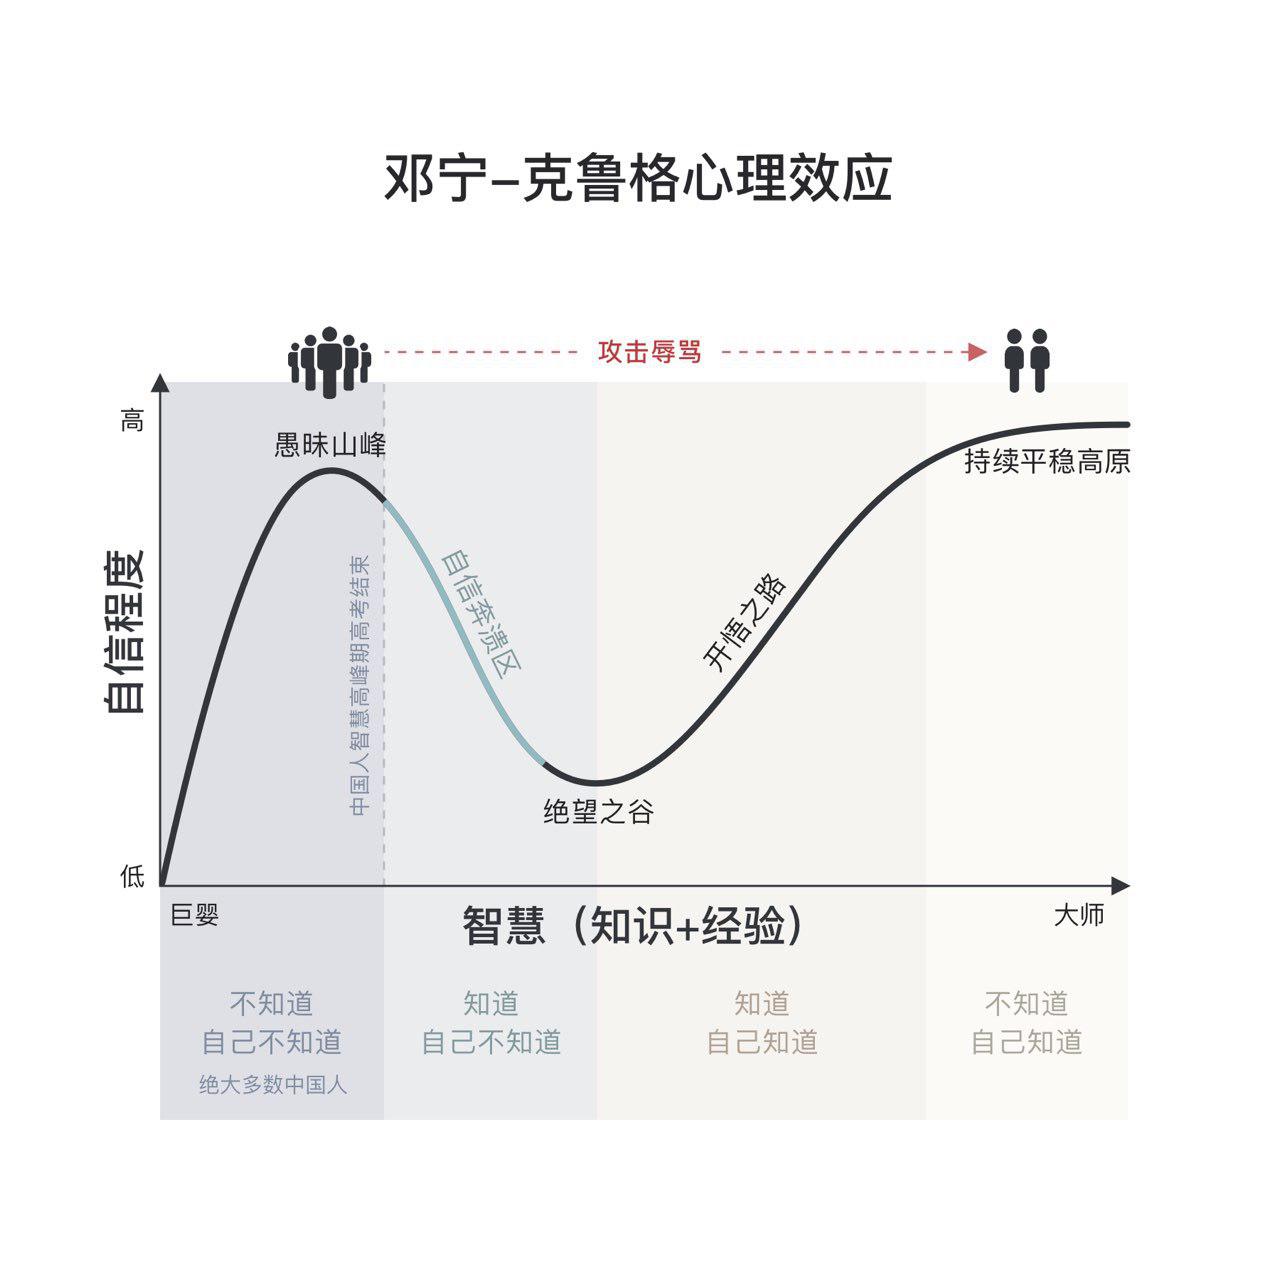 邓宁–克鲁格心理效应
攻击辱骂
高
愚昧山峰
持续平稳高原
自信程度
中国人智慧高峰期高考结束
自信奔溃区
开悟之路
绝望之谷
低
巨婴
智慧（知识+经验）
大师
不知道
自己不知道
绝大多数中国人
知道
自己不知道
知道
自己知道
不知道
自己知道